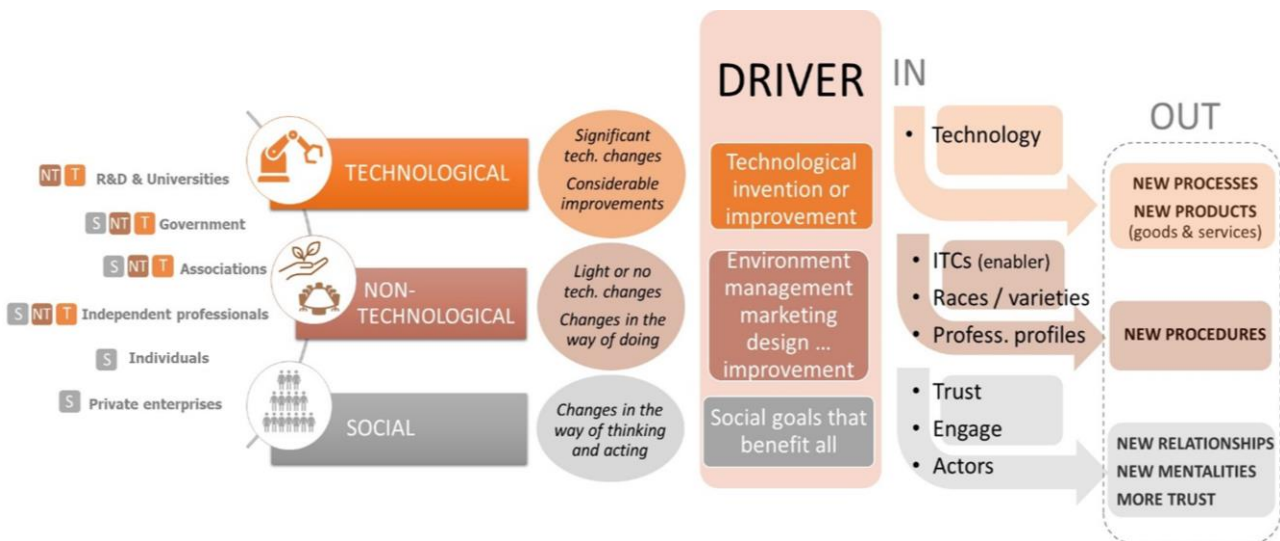 NT T R&D & Universities
S NT T Government
S NT T Associations
S NT T Independent professionals
S Individuals
S Private enterprises
TECHNOLOGICAL
NON-
TECHNOLOGICAL
SOCIAL
Significant
tech. changes
Considerable
improvements
Light or no
tech. changes
Changes in the
way of doing
Changes in the
way of thinking
and acting
DRIVER
Technological
invention or
improvement
Environment
management
marketing
design ...
improvement
Social goals that
benefit all
IN
• Technology
• ITCs (enabler)
• Races / varieties
• Profess. profiles
• Trust
• Engage
• Actors
OUT
NEW PROCESSES
NEW PRODUCTS
(goods & services)
NEW PROCEDURES
NEW RELATIONSHIPS
NEW MENTALITIES
MORE TRUST